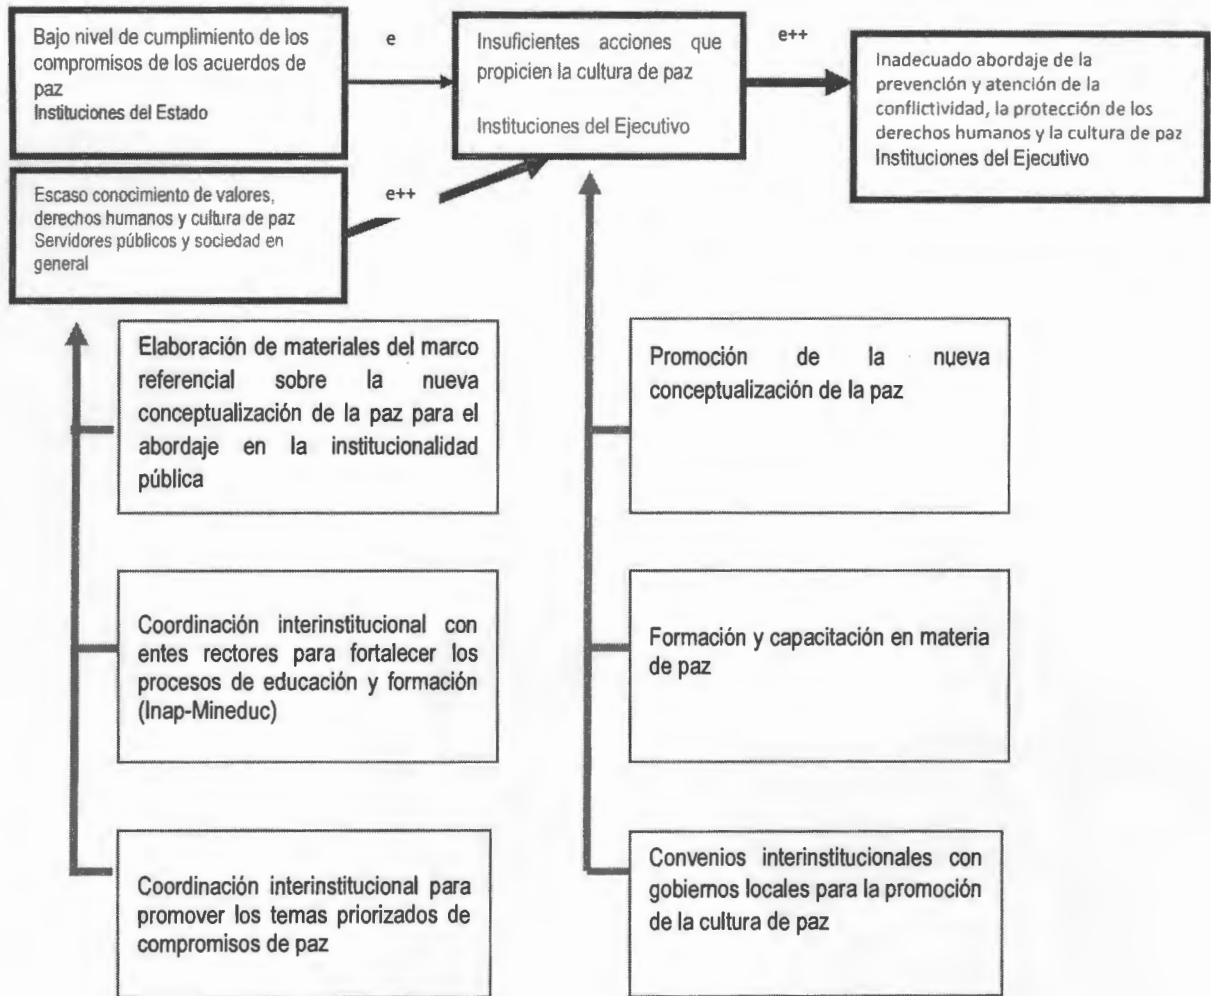 Bajo nivel de cumplimiento de los
compromisos de los acuerdos de
paz
Instituciones del Estado
e
Insuficientes acciones que
propicien la cultura de paz
Instituciones del Ejecutivo
e++
Inadecuado abordaje de la
prevención y atención de la
conflictividad, la protección de los
derechos humanos y la cultura de paz
Instituciones del Ejecutivo
Escaso conocimiento de valores,
derechos humanos y cultura de paz
Servidores públicos y sociedad en
general
e++
Elaboración de materiales del marco
referencial sobre la nueva
conceptualización de la paz para el
abordaje en la institucionalidad
pública
Promoción de la nueva
conceptualización de la paz
Coordinación interinstitucional con
entes rectores para fortalecer los
procesos de educación y formación
(Inap-Mineduc)
Formación y capacitación en materia
de paz
Coordinación interinstitucional para
promover los temas priorizados de
compromisos de paz
Convenios interinstitucionales con
gobiernos locales para la promoción
de la cultura de paz